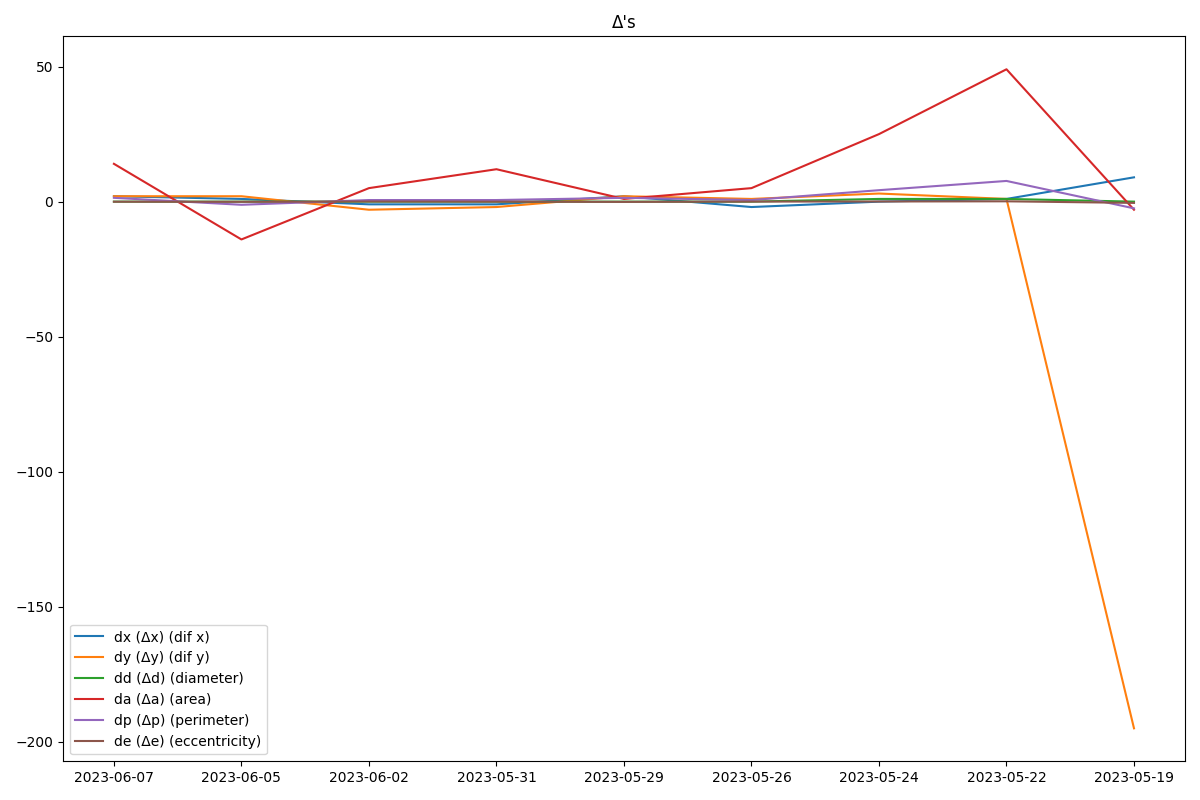 Δ's
50
0
−50
−100
−150
−200
dx (Δx) (dif x)
dy (Δy) (dif y)
dd (Δd) (diameter)
da (Δa) (area)
dp (Δp) (perimeter)
de (Δe) (eccentricity)
2023-06-07 2023-06-05 2023-06-02 2023-05-31 2023-05-29 2023-05-26 2023-05-24 2023-05-22 2023-05-19